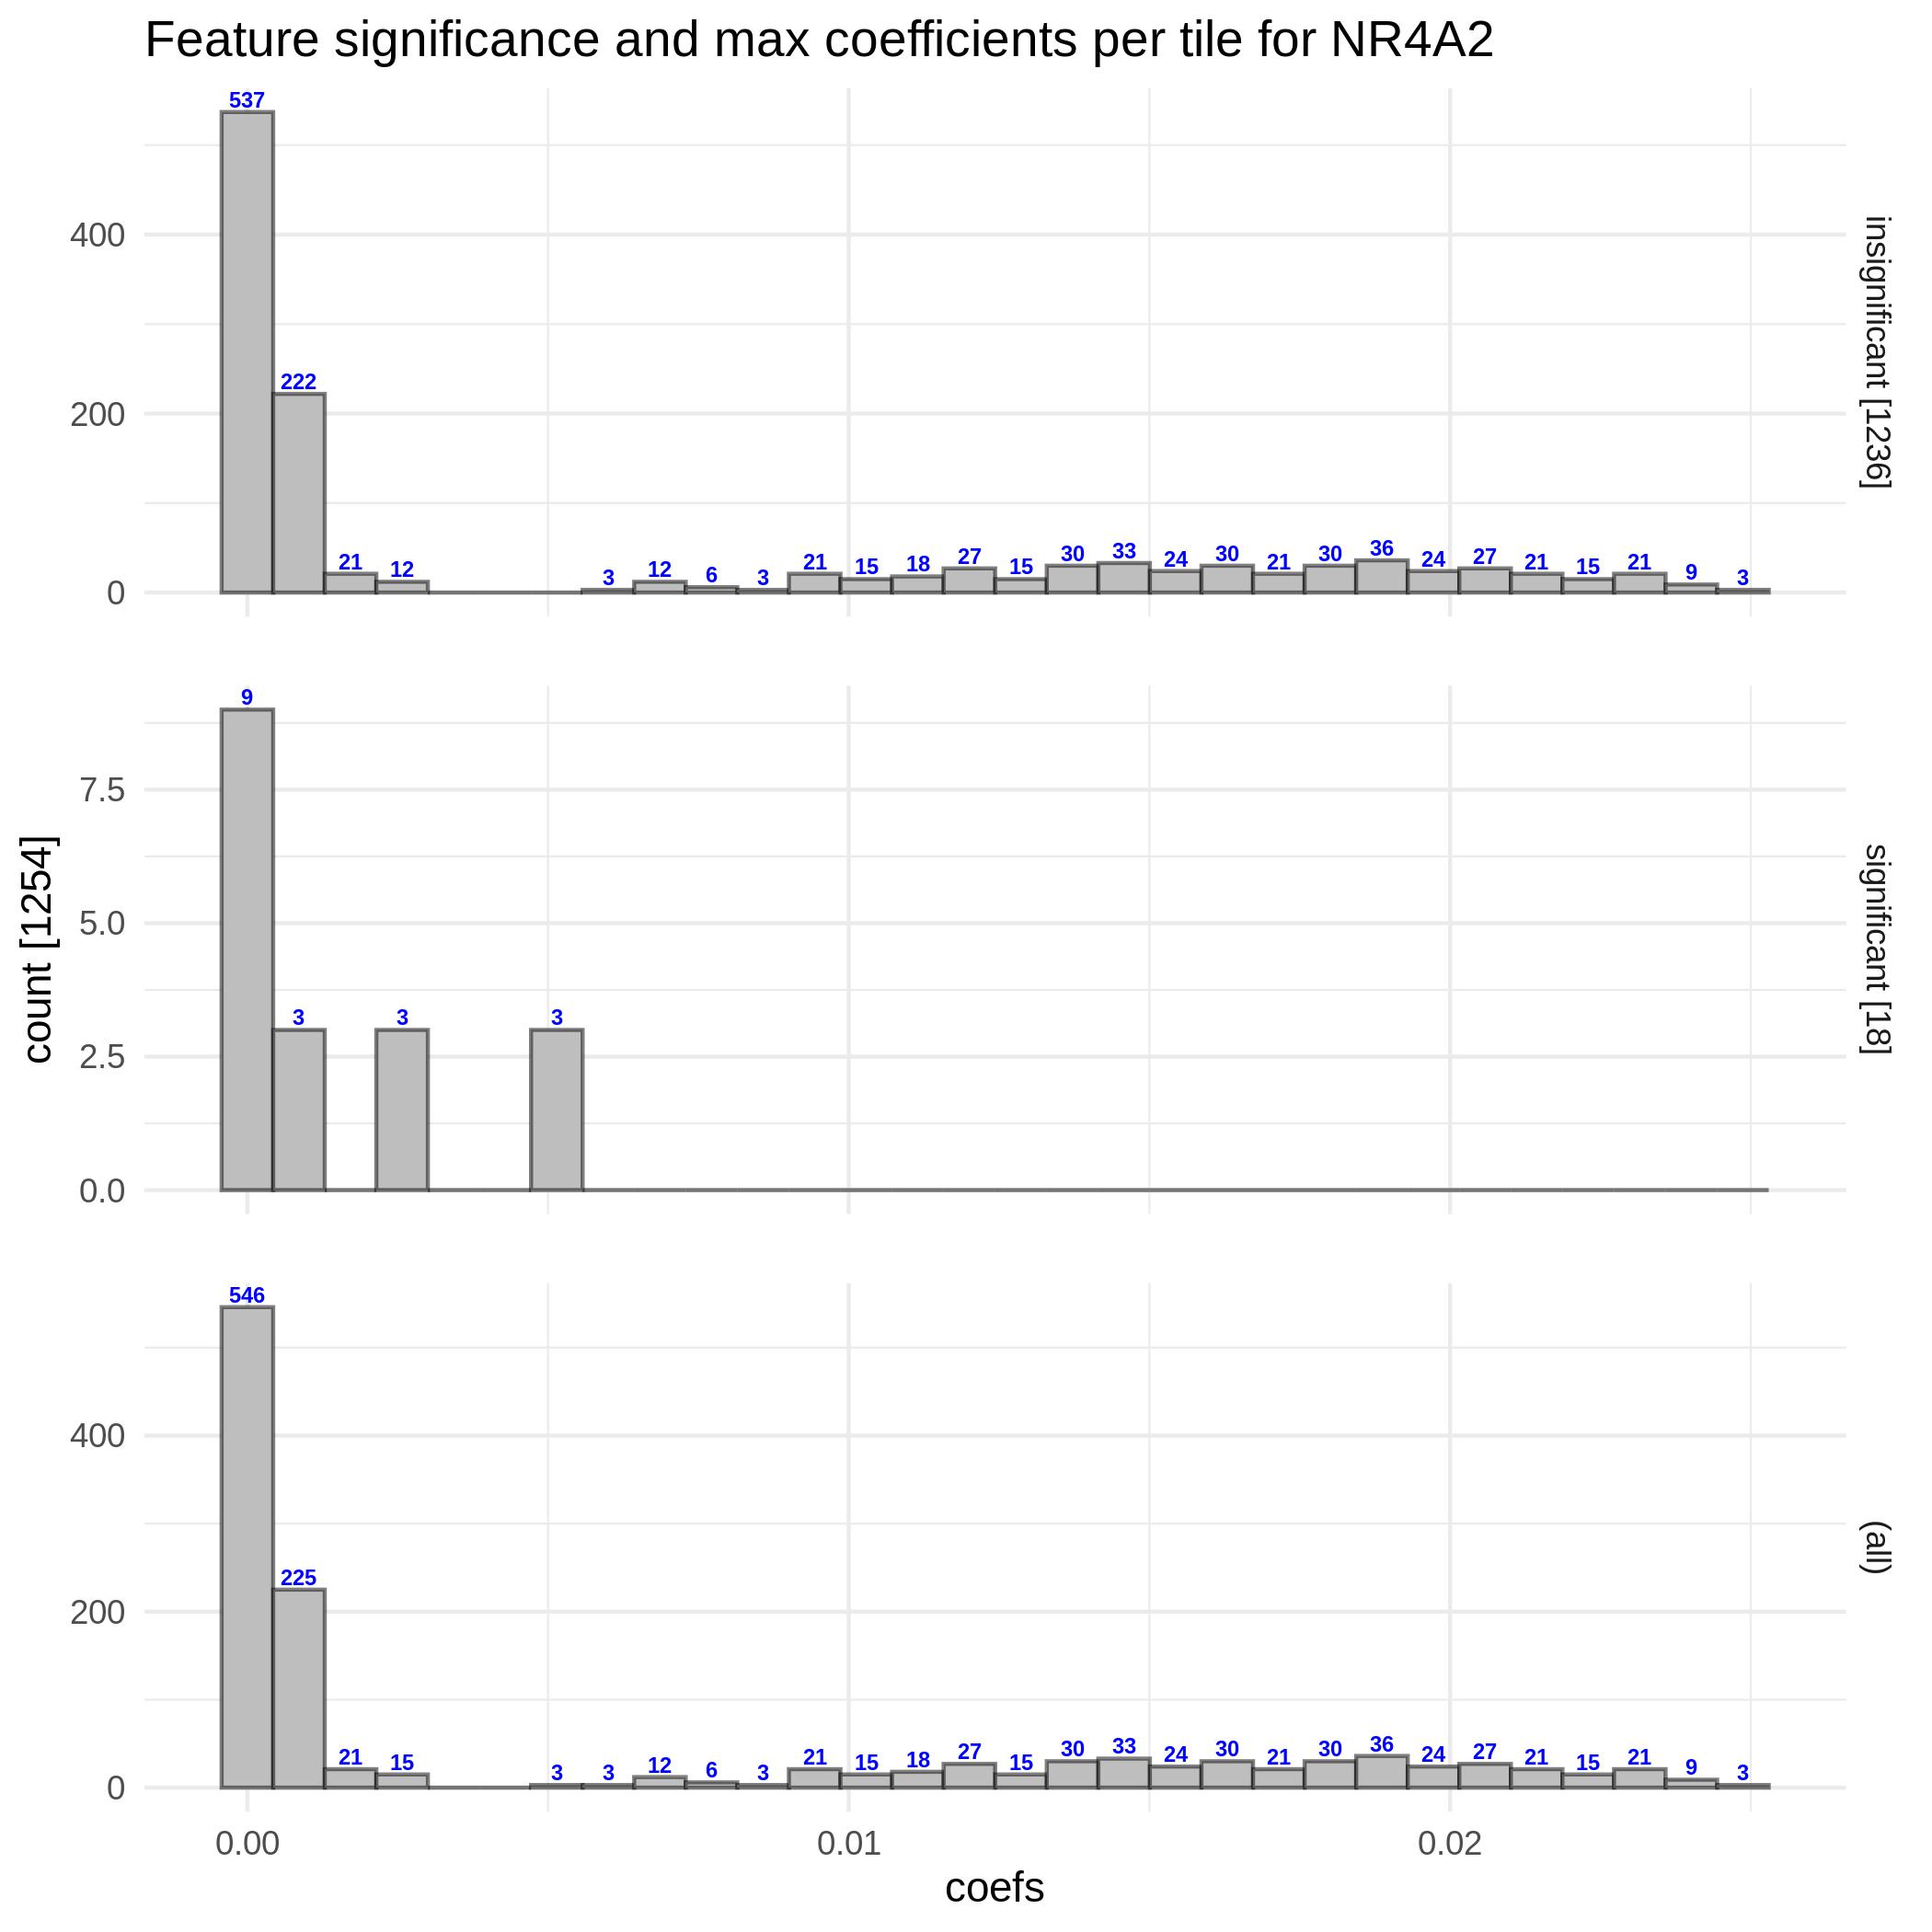 Feature significance and max coefficients per tile for NR4A2
537
222
21 12 3 12 6 3 21 15 18 27 15 30 33 24 30 21 30 36 24 27 21 15 21 9 3
400
200
0
insignificant [1236]
9
3 3 3
7.5
5.0
2.5
0.0
count [1254]
significant [18]
546
225
21 15 3 3 12 6 3 21 15 18 27 15 30 33 24 30 21 30 36 24 27 21 15 21 9 3
400
200
0
(all)
0.00 0.01 0.02
coefs